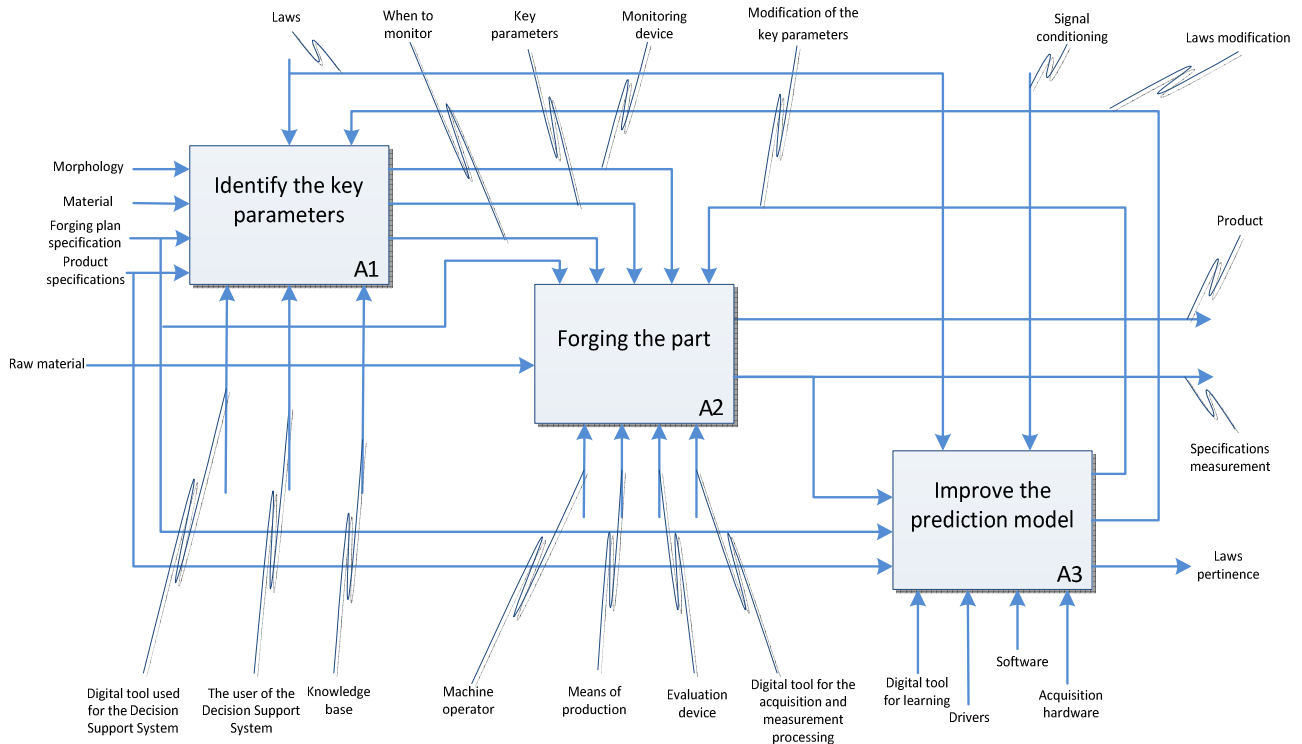 Laws
When to
monitor
Key
parameters
Monitoring
device
Modification of the
key parameters
Signal
conditioning
Laws modification
Morphology
Material
Forging plan
specification
Product
specifications
Identify the key
parameters
A1
Raw material
Forging the part
A2
Product
Specifications
measurement
Improve the
prediction model
A3
Laws
pertinence
Digital tool used
for the Decision
Support System
The user of the
Decision Support
System
Knowledge
base
Machine
operator
Means of
production
Evaluation
device
Digital tool for the
acquisition and
measurement
processing
Digital tool
for learning
Drivers
Software
Acquisition
hardware